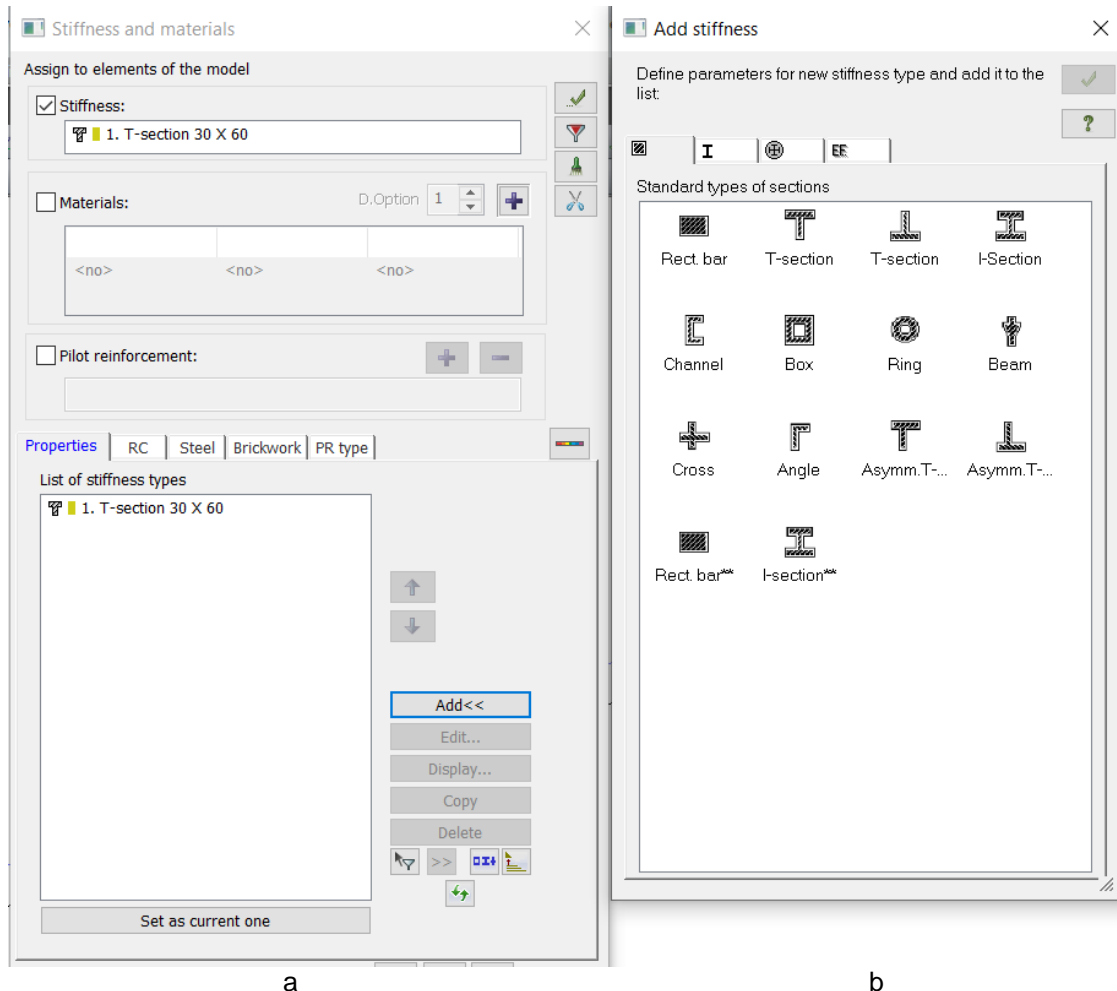 Stiffness and materials
Assign to elements of the model
Stiffness:
1. T-section 30 X 60
Materials:
D.Option 1
<no> <no> <no>
Pilot reinforcement:
Properties RC Steel Brickwork PR type
List of stiffness types
1. T-section 30 X 60
Add<<
Edit...
Display...
Copy
Delete
>>
Set as current one
a
Add stiffness
Define parameters for new stiffness type and add it to the
list:
?
Standard types of sections
Rect. bar T-section T-section I-Section
Channel Box Ring Beam
Cross Angle Asymm.T-... Asymm.T-...
Rect. bar** I-section**
b